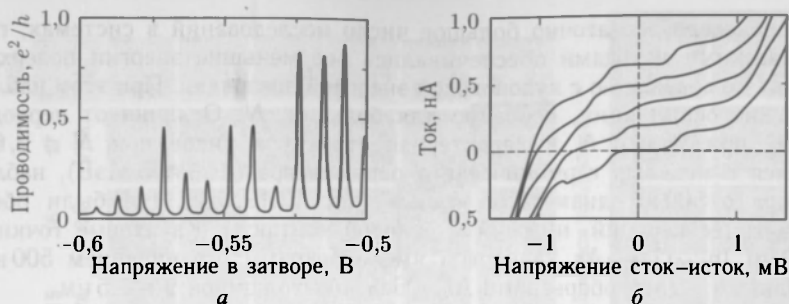 Проводимость, e²/h
1,0
0,5
0
−0,6
−0,55
−0,5
Напряжение в затворе, В
а
Ток, нА
1,0
0,5
0
0,5
−1
0
1
Напряжение сток–исток, мВ
б